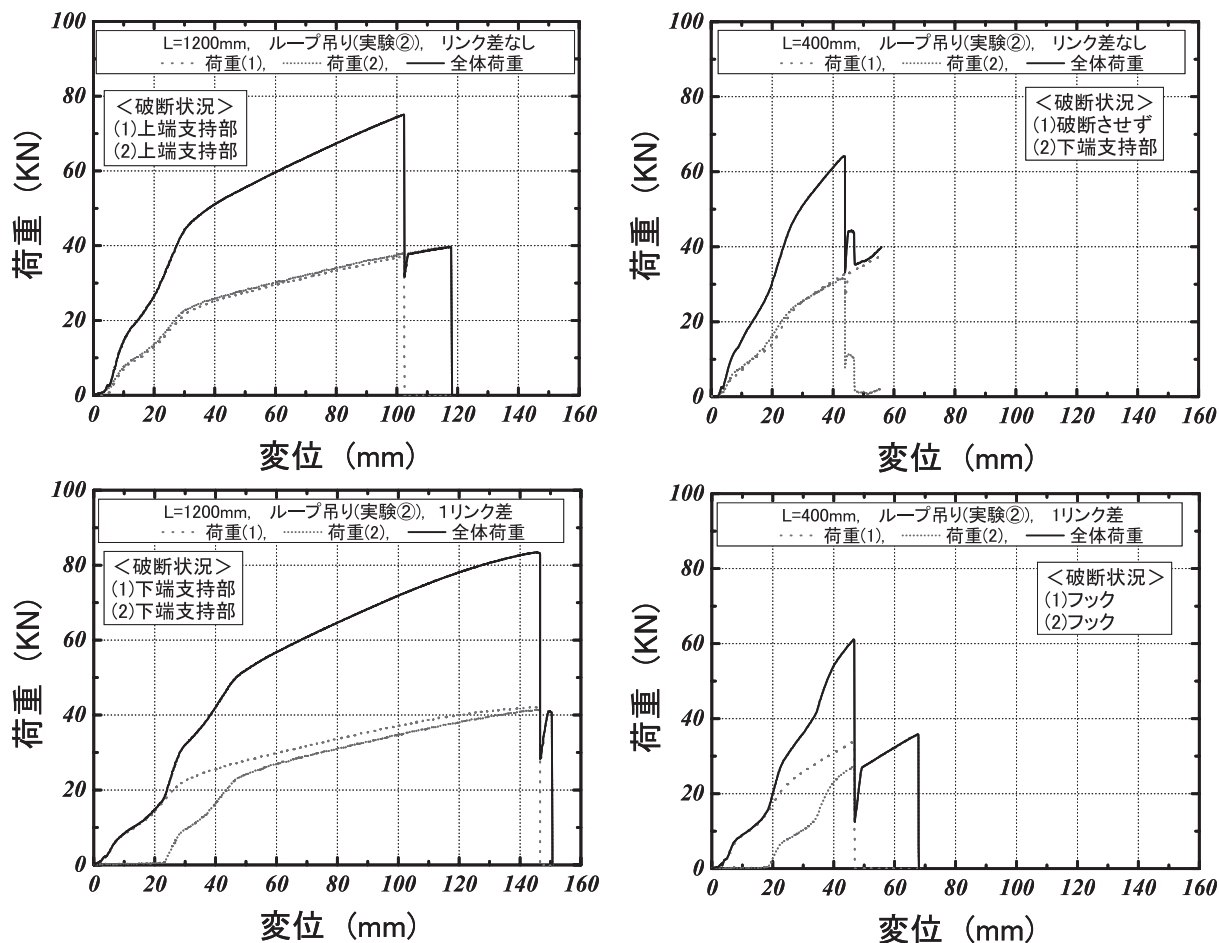 L=1200mm, ループ吊り(実験②), リンク差なし
荷重(1), 荷重(2), 全体荷重
＜破断状況＞
(1)上端支持部
(2)上端支持部
荷重 (KN)
100
80
60
40
20
0
0 20 40 60 80 100 120 140 160
変位 (mm)
L=400mm, ループ吊り(実験②), リンク差なし
荷重(1), 荷重(2), 全体荷重
＜破断状況＞
(1)破断させず
(2)下端支持部
荷重 (KN)
100
80
60
40
20
0
0 20 40 60 80 100 120 140 160
変位 (mm)
L=1200mm, ループ吊り(実験②), 1リンク差
荷重(1), 荷重(2), 全体荷重
＜破断状況＞
(1)下端支持部
(2)下端支持部
荷重 (KN)
100
80
60
40
20
0
0 20 40 60 80 100 120 140 160
変位 (mm)
L=400mm, ループ吊り(実験②), 1リンク差
荷重(1), 荷重(2), 全体荷重
＜破断状況＞
(1)フック
(2)フック
荷重 (KN)
100
80
60
40
20
0
0 20 40 60 80 100 120 140 160
変位 (mm)